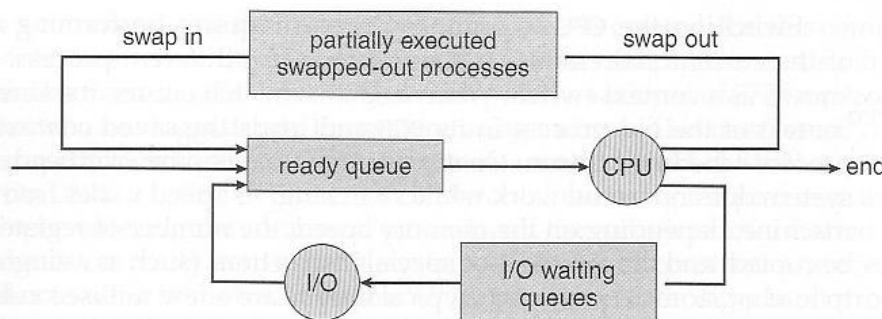 swap in
partially executed
swapped-out processes
swap out
ready queue
CPU
end
I/O
I/O waiting
queues